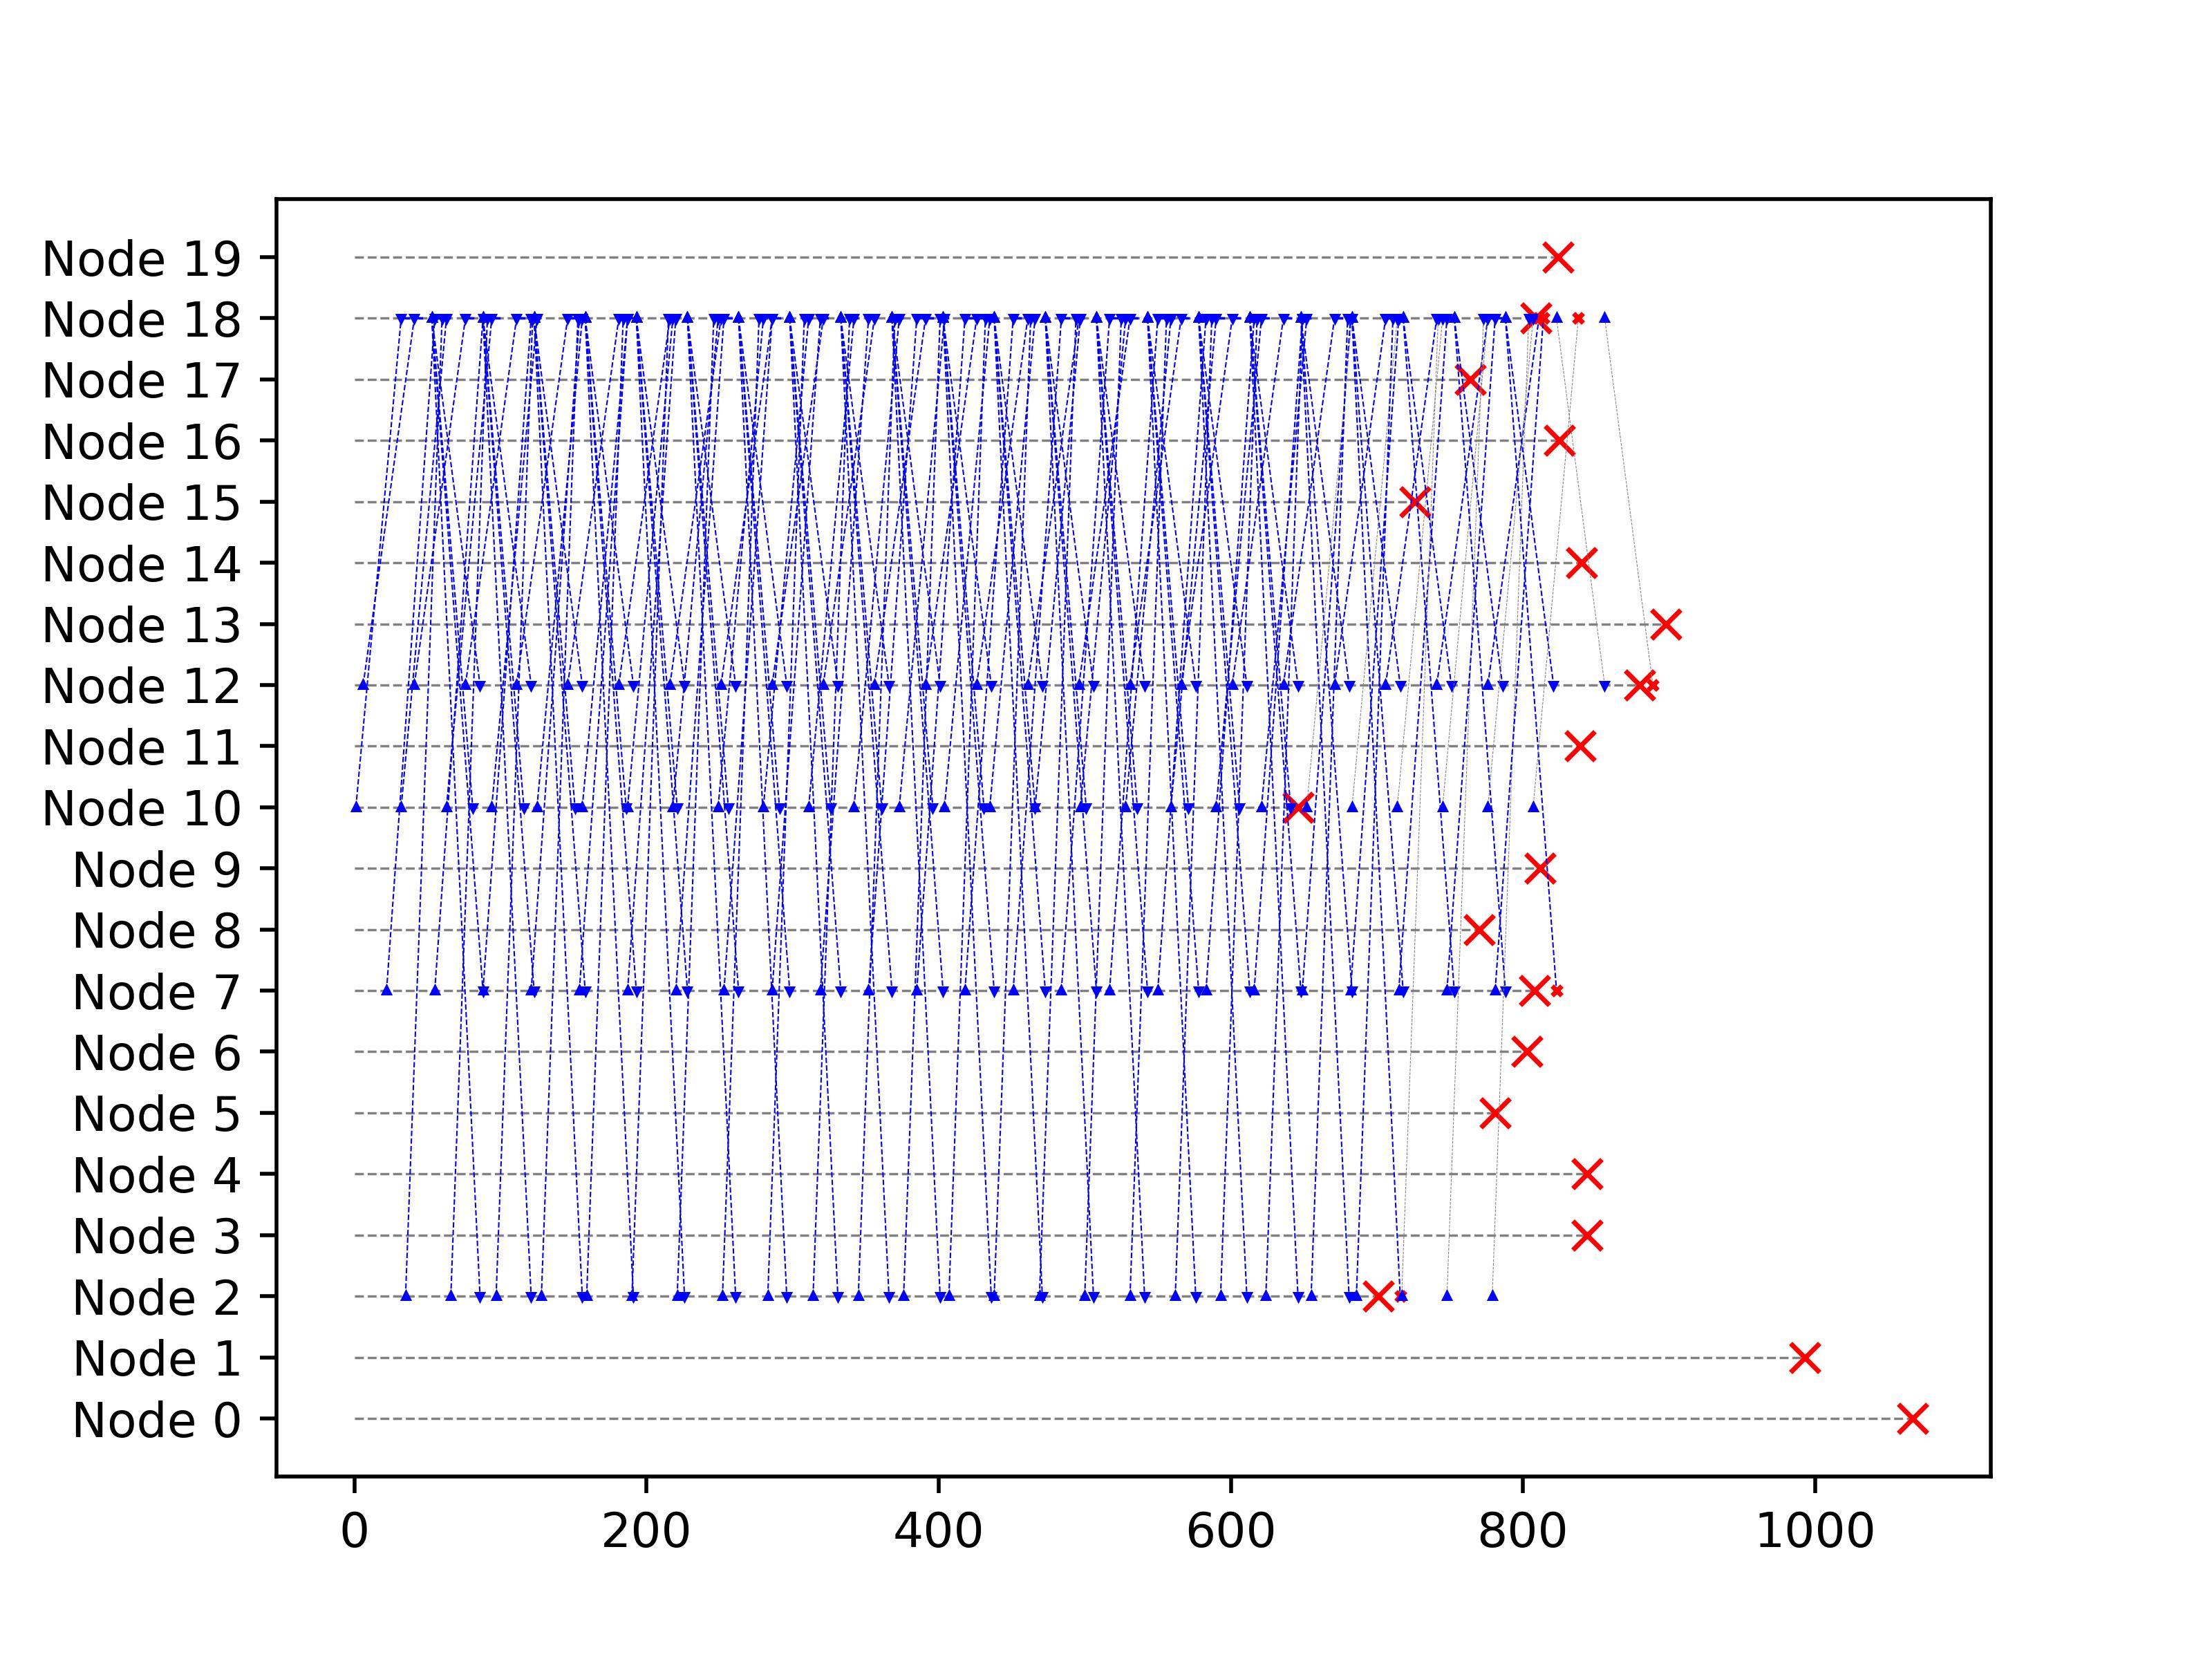 Node 19
Node 18
Node 17
Node 16
Node 15
Node 14
Node 13
Node 12
Node 11
Node 10
Node 9
Node 8
Node 7
Node 6
Node 5
Node 4
Node 3
Node 2
Node 1
Node 0
0 200 400 600 800 1000